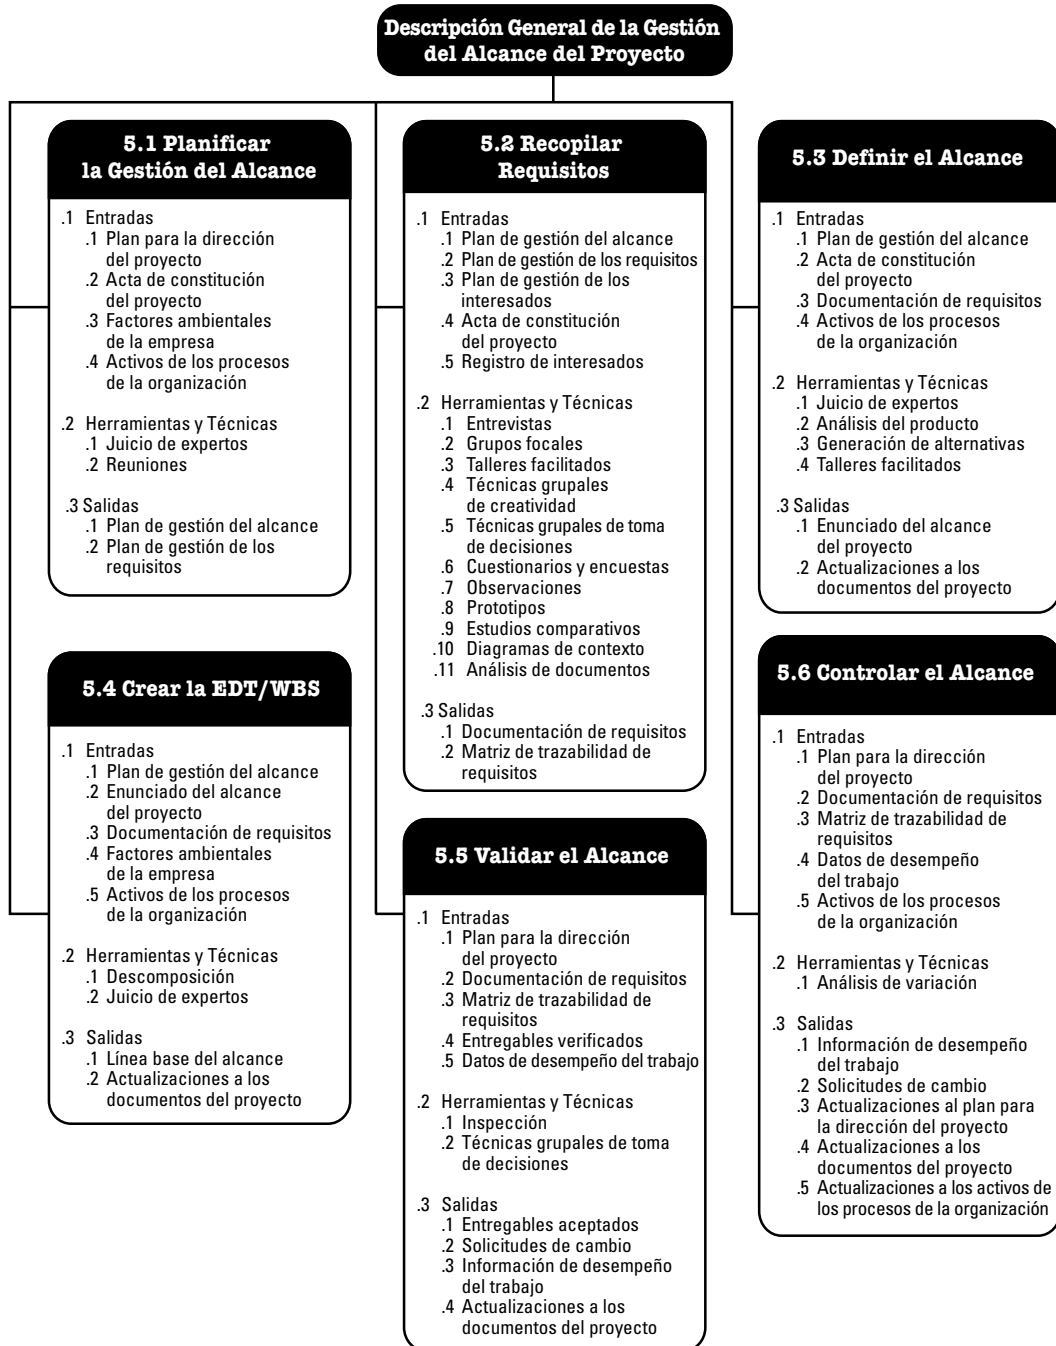 Descripción General de la Gestión
del Alcance del Proyecto
5.1 Planificar
la Gestión del Alcance
.1 Entradas
.1 Plan para la dirección
del proyecto
.2 Acta de constitución
del proyecto
.3 Factores ambientales
de la empresa
.4 Activos de los procesos
de la organización
.2 Herramientas y Técnicas
.1 Juicio de expertos
.2 Reuniones
.3 Salidas
.1 Plan de gestión del alcance
.2 Plan de gestión de los
requisitos
5.2 Recopilar
Requisitos
.1 Entradas
.1 Plan de gestión del alcance
.2 Plan de gestión de los requisitos
.3 Plan de gestión de los
interesados
.4 Acta de constitución
del proyecto
.5 Registro de interesados
.2 Herramientas y Técnicas
.1 Entrevistas
.2 Grupos focales
.3 Talleres facilitados
.4 Técnicas grupales
de creatividad
.5 Técnicas grupales de toma
de decisiones
.6 Cuestionarios y encuestas
.7 Observaciones
.8 Prototipos
.9 Estudios comparativos
.10 Diagramas de contexto
.11 Análisis de documentos
.3 Salidas
.1 Documentación de requisitos
.2 Matriz de trazabilidad de
requisitos
5.3 Definir el Alcance
.1 Entradas
.1 Plan de gestión del alcance
.2 Acta de constitución
del proyecto
.3 Documentación de requisitos
.4 Activos de los procesos
de la organización
.2 Herramientas y Técnicas
.1 Juicio de expertos
.2 Análisis del producto
.3 Generación de alternativas
.4 Talleres facilitados
.3 Salidas
.1 Enunciado del alcance
del proyecto
.2 Actualizaciones a los
documentos del proyecto
5.4 Crear la EDT/WBS
.1 Entradas
.1 Plan de gestión del alcance
.2 Enunciado del alcance
del proyecto
.3 Documentación de requisitos
.4 Factores ambientales
de la empresa
.5 Activos de los procesos
de la organización
.2 Herramientas y Técnicas
.1 Descomposición
.2 Juicio de expertos
.3 Salidas
.1 Línea base del alcance
.2 Actualizaciones a los
documentos del proyecto
5.5 Validar el Alcance
.1 Entradas
.1 Plan para la dirección
del proyecto
.2 Documentación de requisitos
.3 Matriz de trazabilidad de
requisitos
.4 Entregables verificados
.5 Datos de desempeño del trabajo
.2 Herramientas y Técnicas
.1 Inspección
.2 Técnicas grupales de toma
de decisiones
.3 Salidas
.1 Entregables aceptados
.2 Solicitudes de cambio
.3 Información de desempeño
del trabajo
.4 Actualizaciones a los
documentos del proyecto
5.6 Controlar el Alcance
.1 Entradas
.1 Plan para la dirección
del proyecto
.2 Documentación de requisitos
.3 Matriz de trazabilidad de
requisitos
.4 Datos de desempeño
del trabajo
.5 Activos de los procesos
de la organización
.2 Herramientas y Técnicas
.1 Análisis de variación
.3 Salidas
.1 Información de desempeño
del trabajo
.2 Solicitudes de cambio
.3 Actualizaciones al plan para
la dirección del proyecto
.4 Actualizaciones a los
documentos del proyecto
.5 Actualizaciones a los activos de
los procesos de la organización